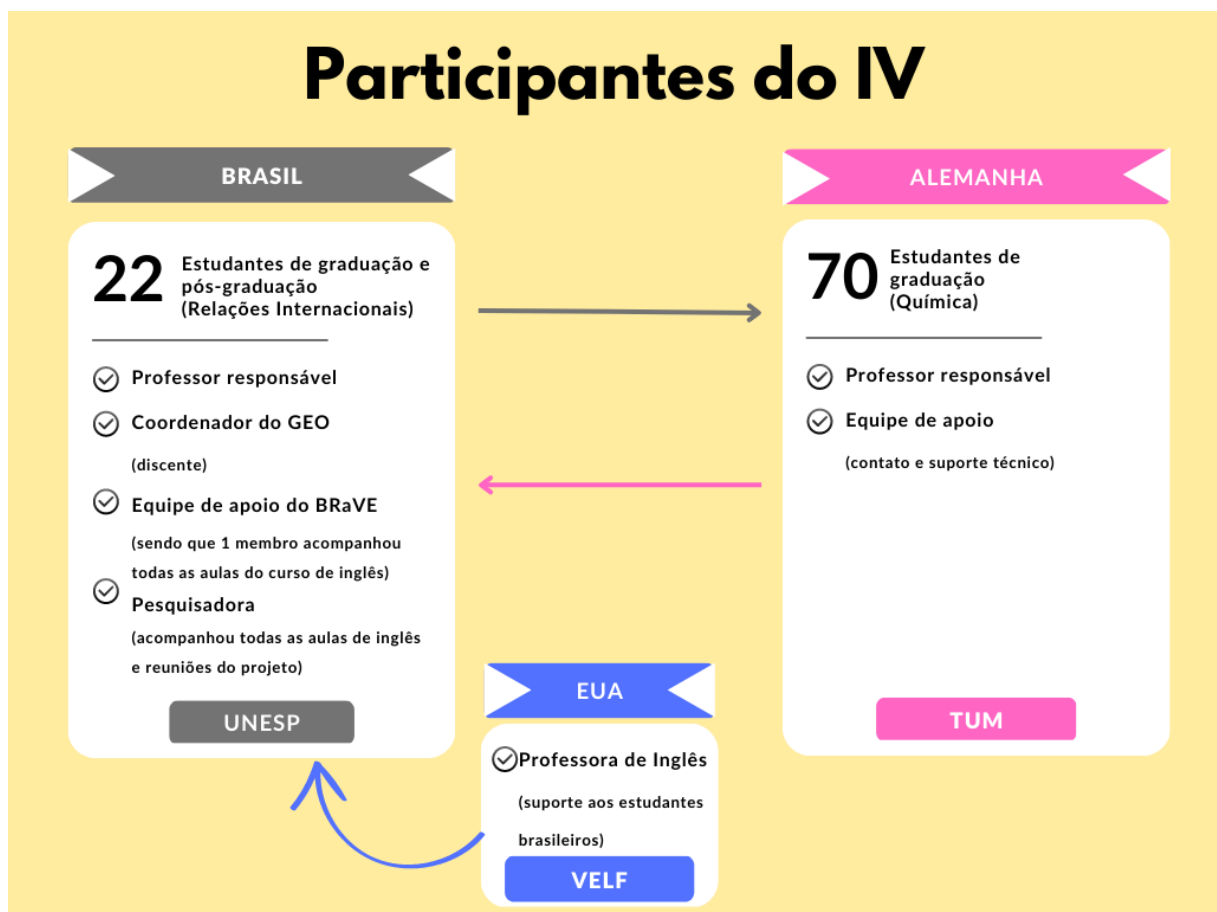 Participantes do IV
BRASIL
22
Estudantes de graduação e
pós-graduação
(Relações Internacionais)
Professor responsável
Coordenador do GEO
(discente)
Equipe de apoio do BRaVE
(sendo que 1 membro acompanhou
todas as aulas do curso de inglês)
Pesquisadora
(acompanhou todas as aulas de inglês
e reuniões do projeto)
UNESP
ALEMANHA
70
Estudantes de
graduação
(Química)
Professor responsável
Equipe de apoio
(contato e suporte técnico)
TUM
EUA
Professora de Inglês
(suporte aos estudantes
brasileiros)
VELF